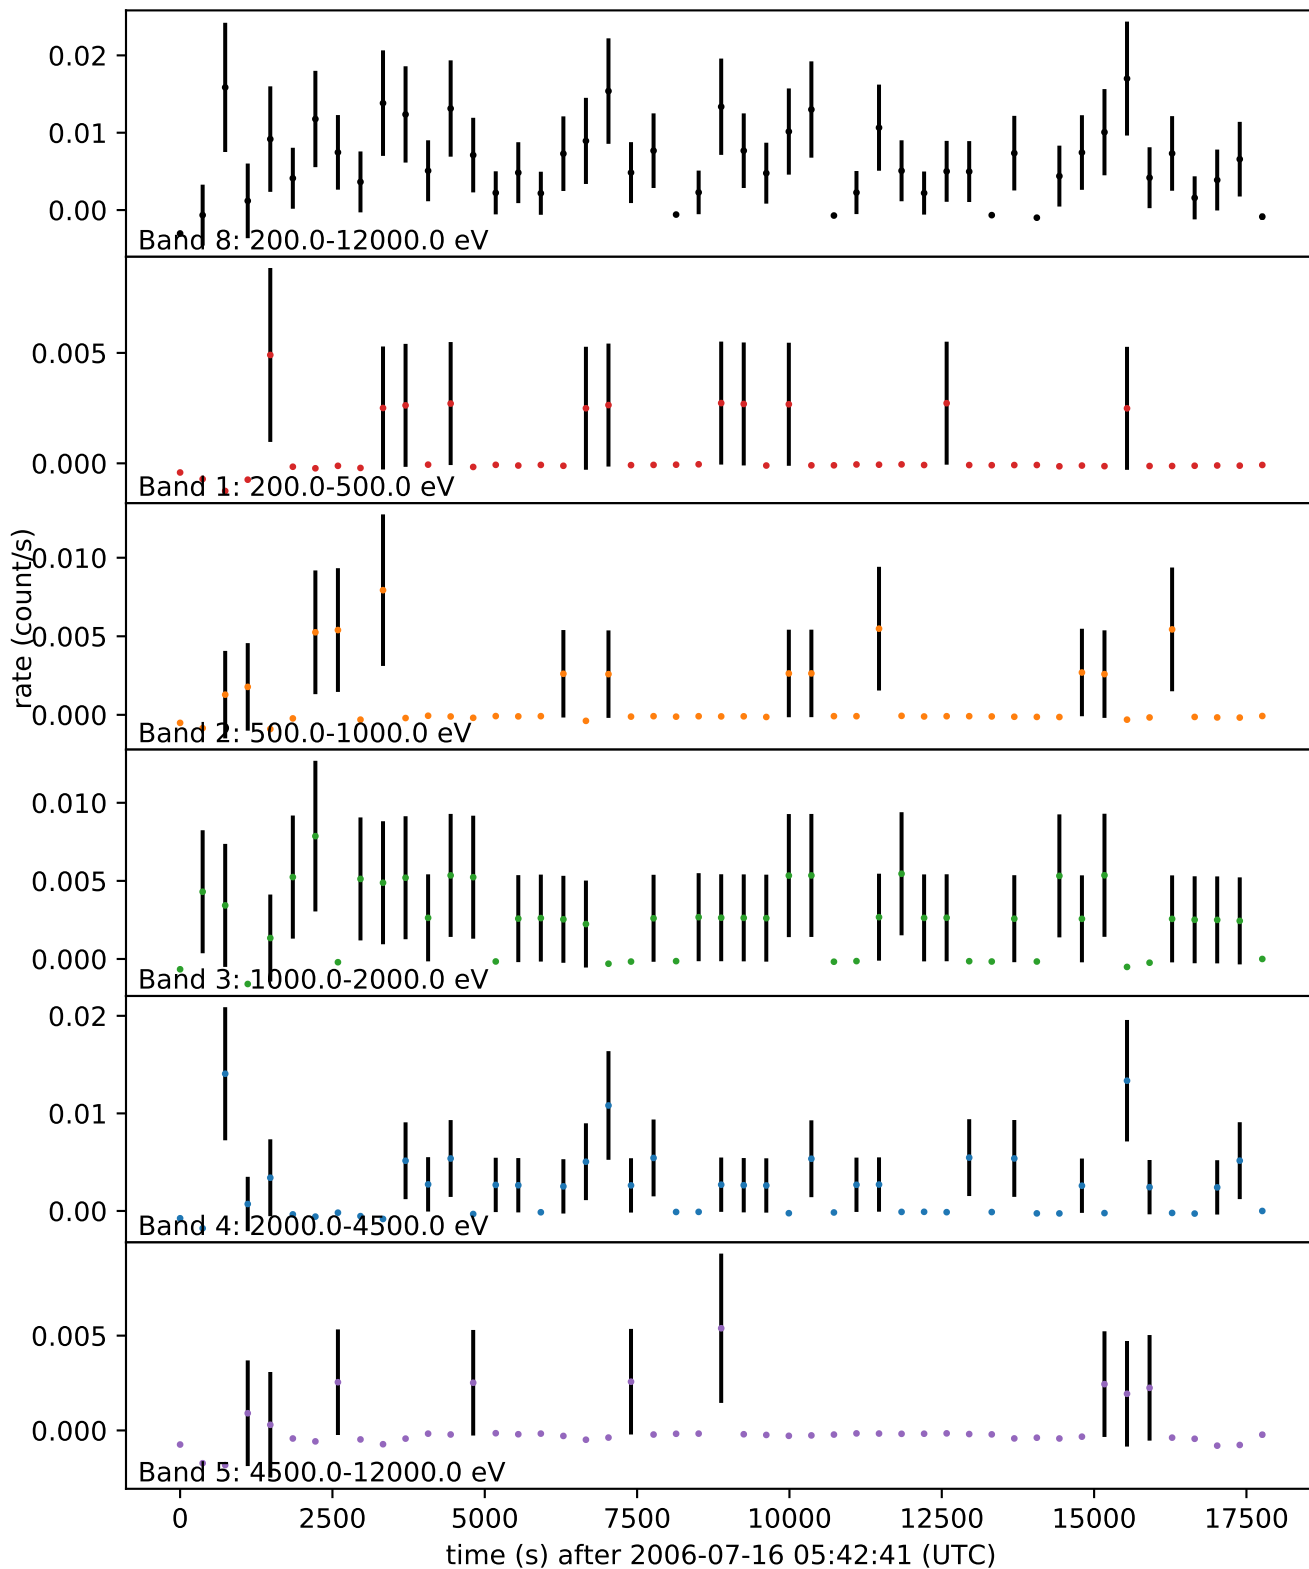 0.02
0.01
0.00
Band 8: 200.0-12000.0 eV
0.005
0.000
Band 1: 200.0-500.0 eV
rate (count/s)
0.010
0.005
0.000
Band 2: 500.0-1000.0 eV
0.010
0.005
0.000
Band 3: 1000.0-2000.0 eV
0.02
0.01
0.00
Band 4: 2000.0-4500.0 eV
0.005
0.000
Band 5: 4500.0-12000.0 eV
0 2500 5000 7500 10000 12500 15000 17500
time (s) after 2006-07-16 05:42:41 (UTC)